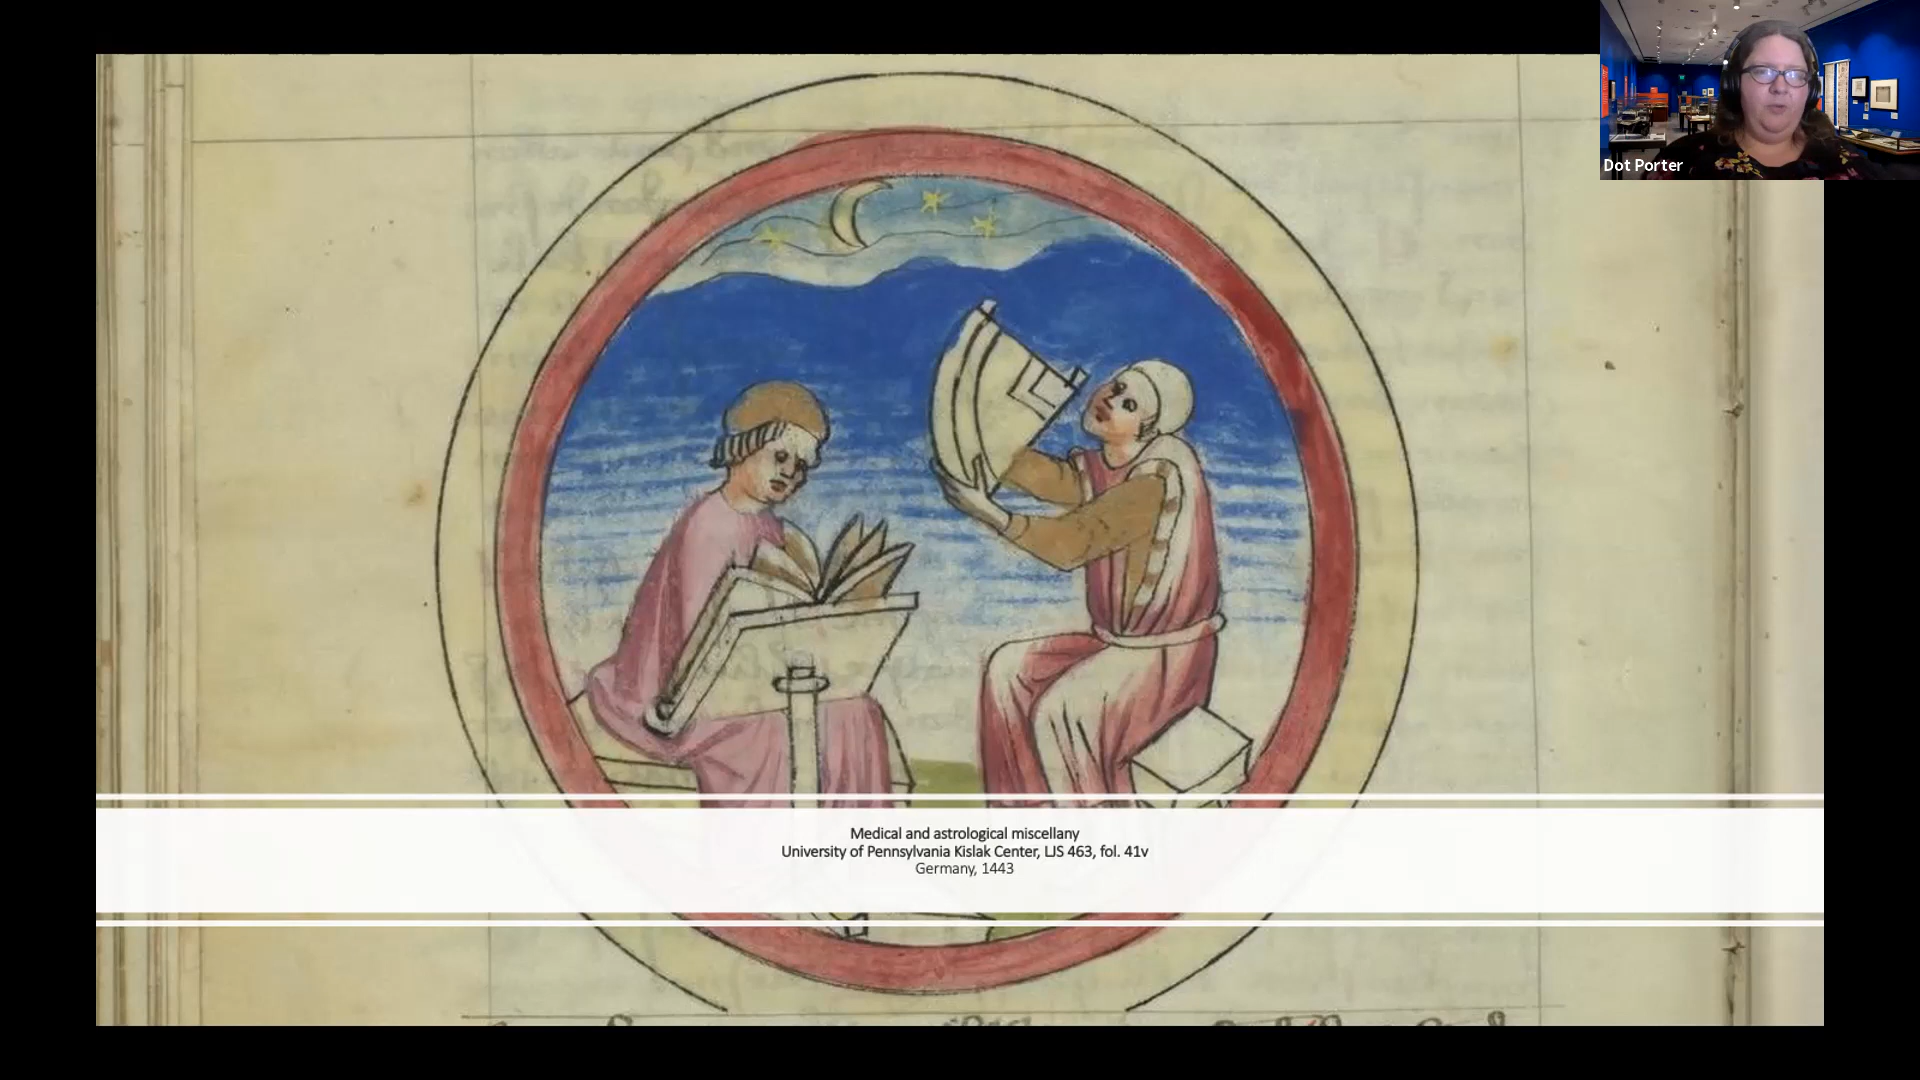 Dot Porter
Medical and astrological miscellany
University of Pennsylvania Kislak Center, LJS 463, fol. 41v
Germany, 1443